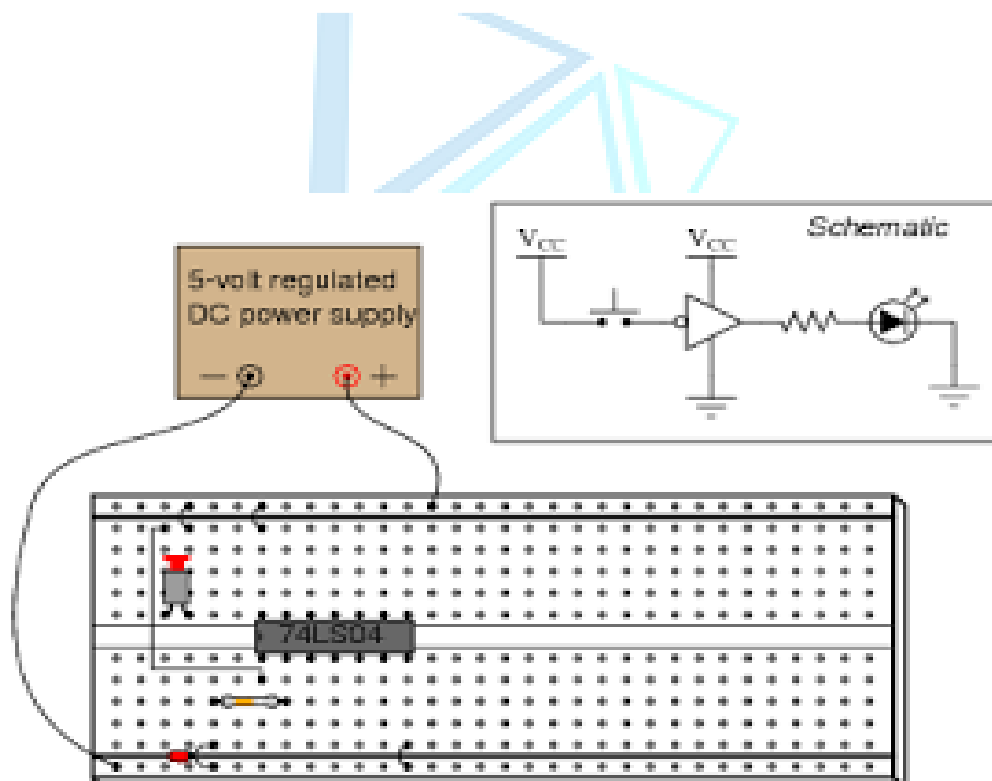 Schematic
VCC
VCC
5-volt regulated
DC power supply
− +
74LS04